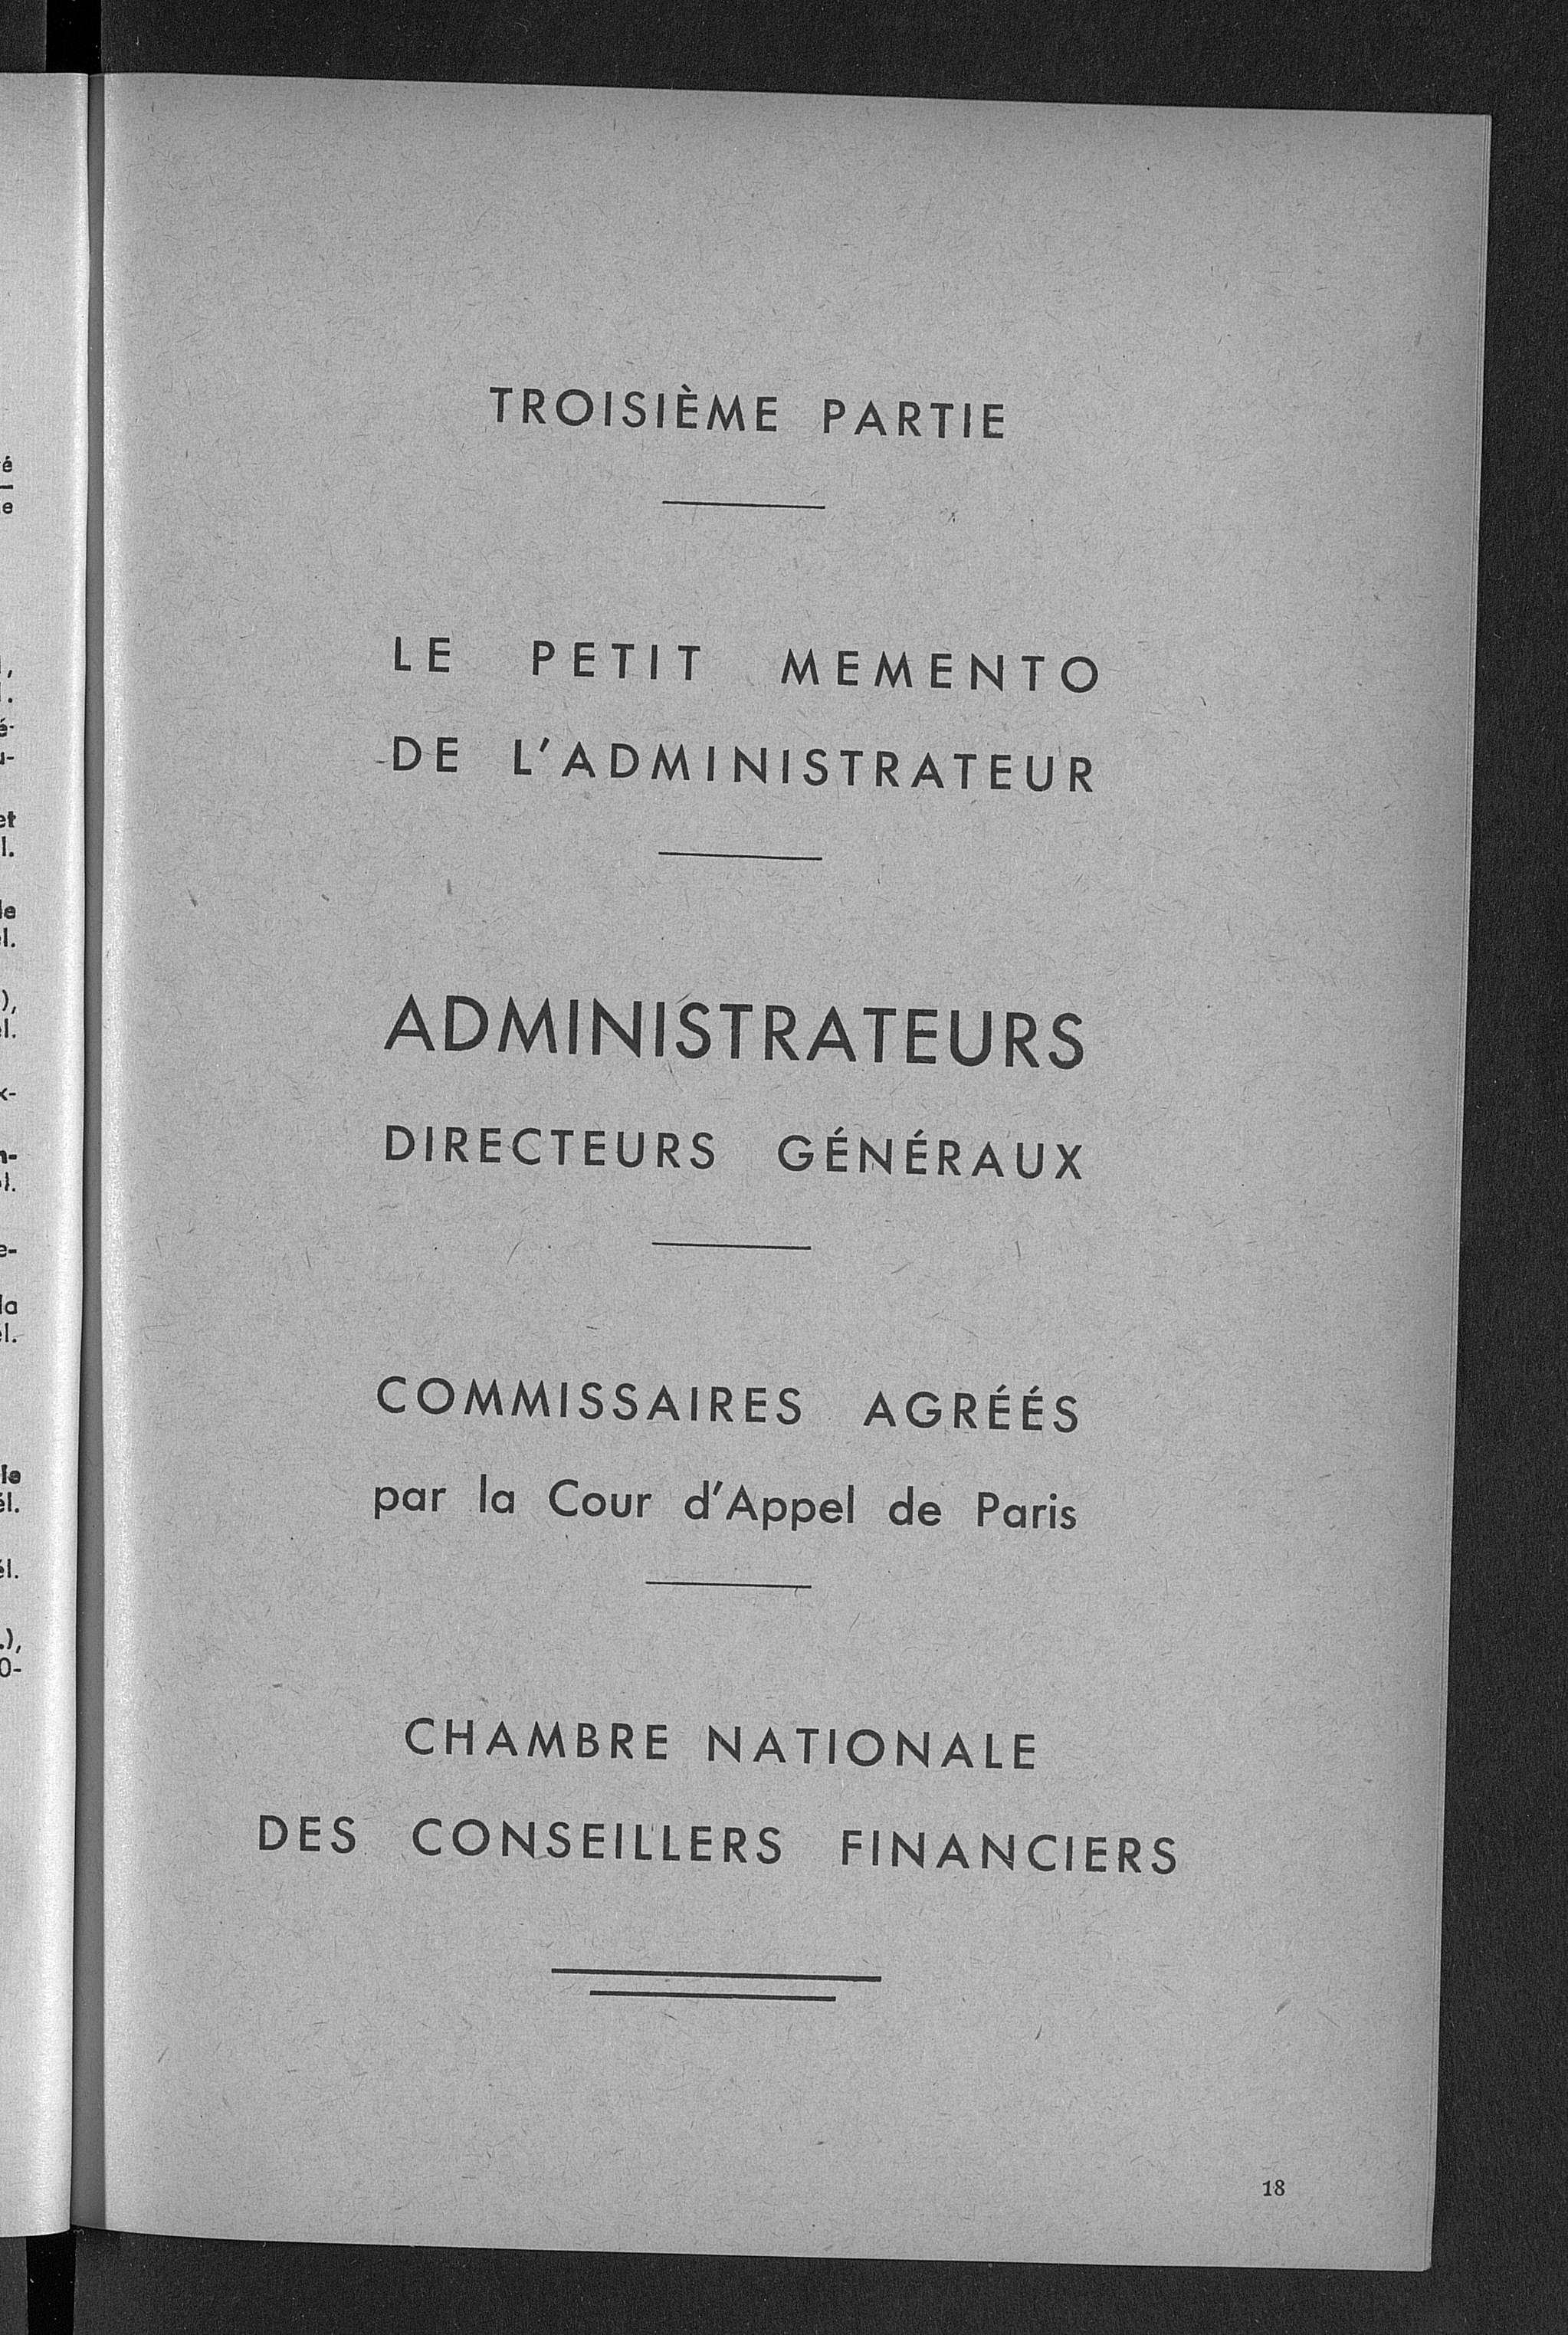 TROISIÈME PARTIE
LE PETIT MEMENTO
DE L'ADMINISTRATEUR
ADMINISTRATEURS
DIRECTEURS GÉNÉRAUX
COMMISSAIRES AGRÉÉS
par la Cour d'Appel de Paris
CHAMBRE NATIONALE
DES CONSEILLERS FINANCIERS
18